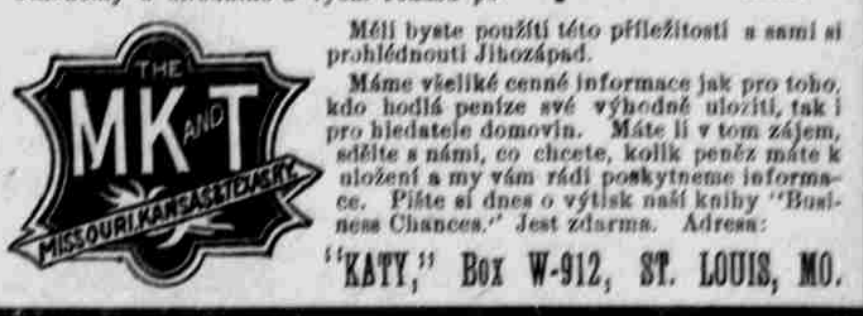 Měli byste použíti této příležitosti a sami si
prohlédnouti Jihozápad.
Máme všeliké cenné informace jak pro toho,
kdo hodlá peníze své výhodně uložiti, tak i
pro hledatele domovin. Máte li v tom zájem,
sdělte s námi, co chcete, kolik peněz máte k
uložení a my vám rádi poskytneme informa-
ce. Pište si dnes o výtisk naší knihy "Busi-
ness Chances." Jest zdarma. Adresa:
"KATY," Box W-912, ST. LOUIS, MO.
THE
MK AND T
MISSOURI, KANSAS & TEXAS RY.